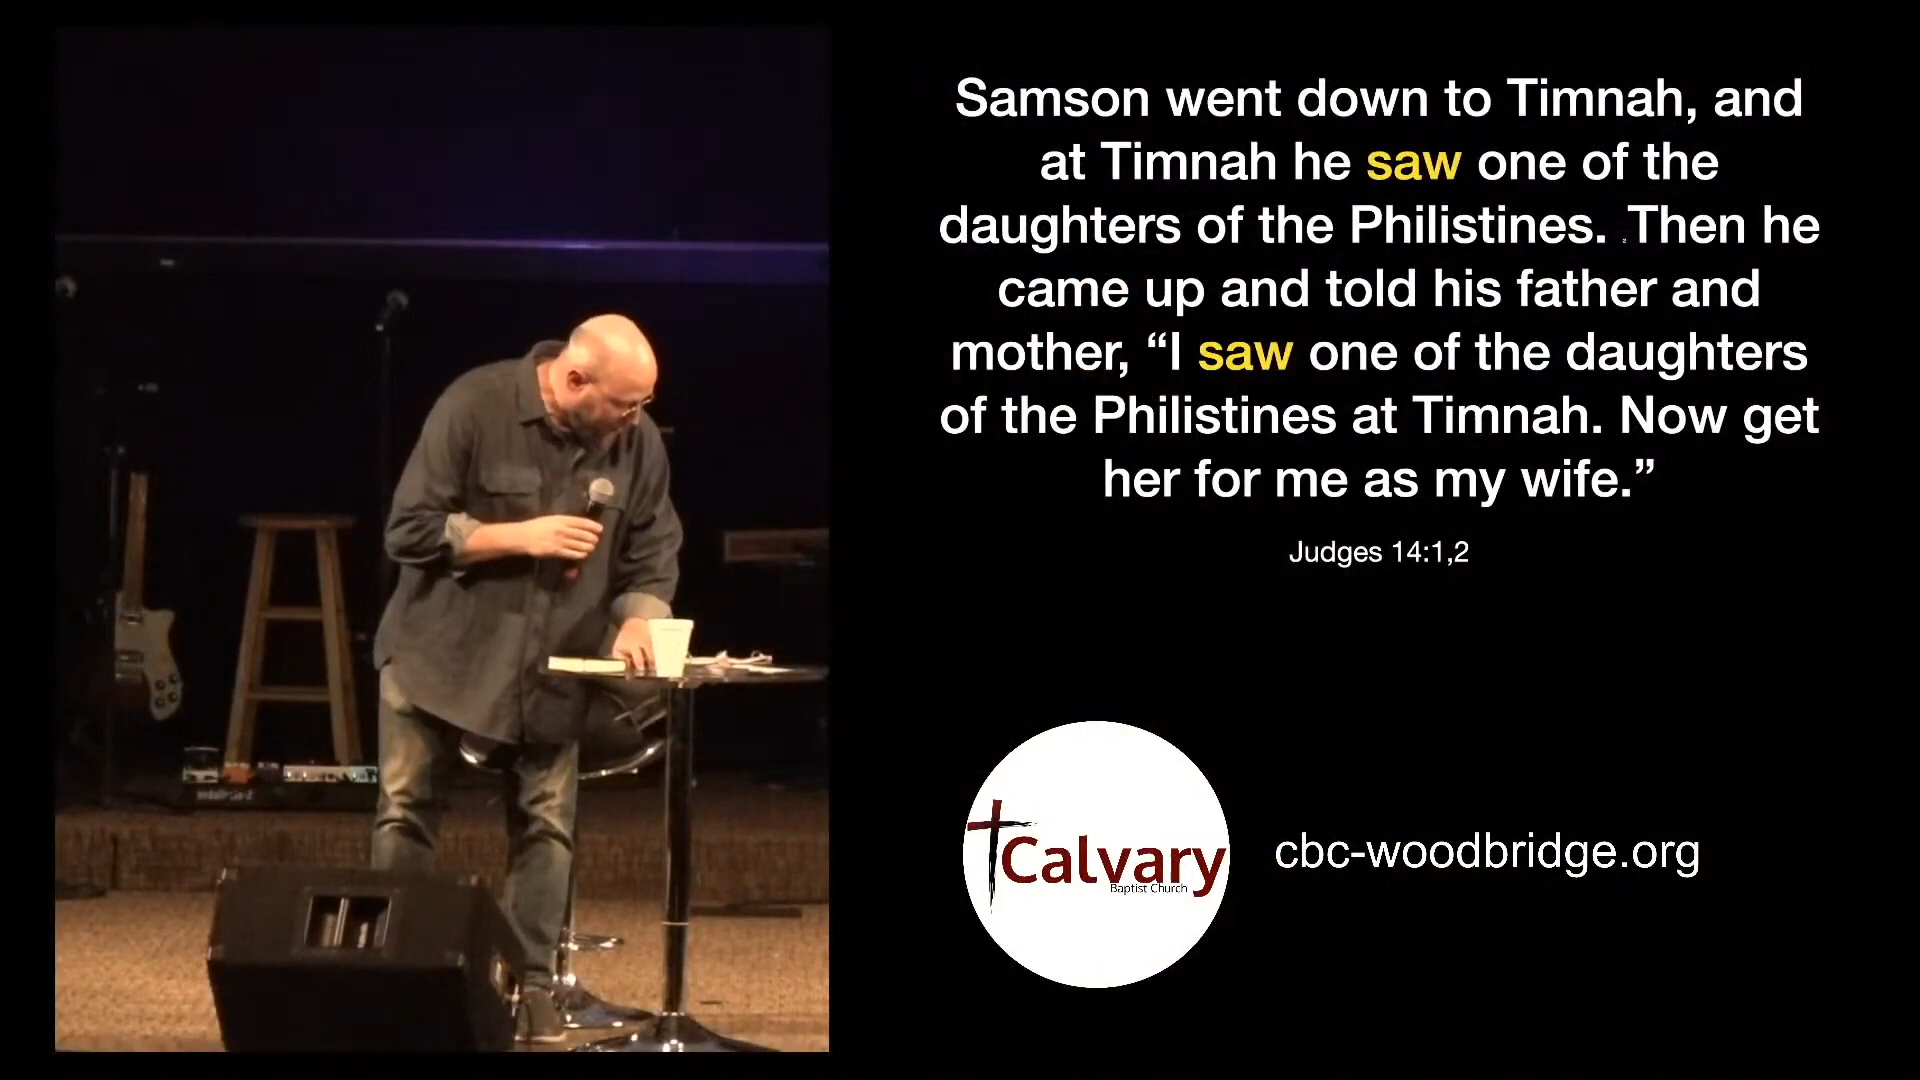 Samson went down to Timnah, and
at Timnah he saw one of the
daughters of the Philistines. 2Then he
came up and told his father and
mother, “I saw one of the daughters
of the Philistines at Timnah. Now get
her for me as my wife.”
Judges 14:1,2
Calvary
Baptist Church
cbc-woodbridge.org